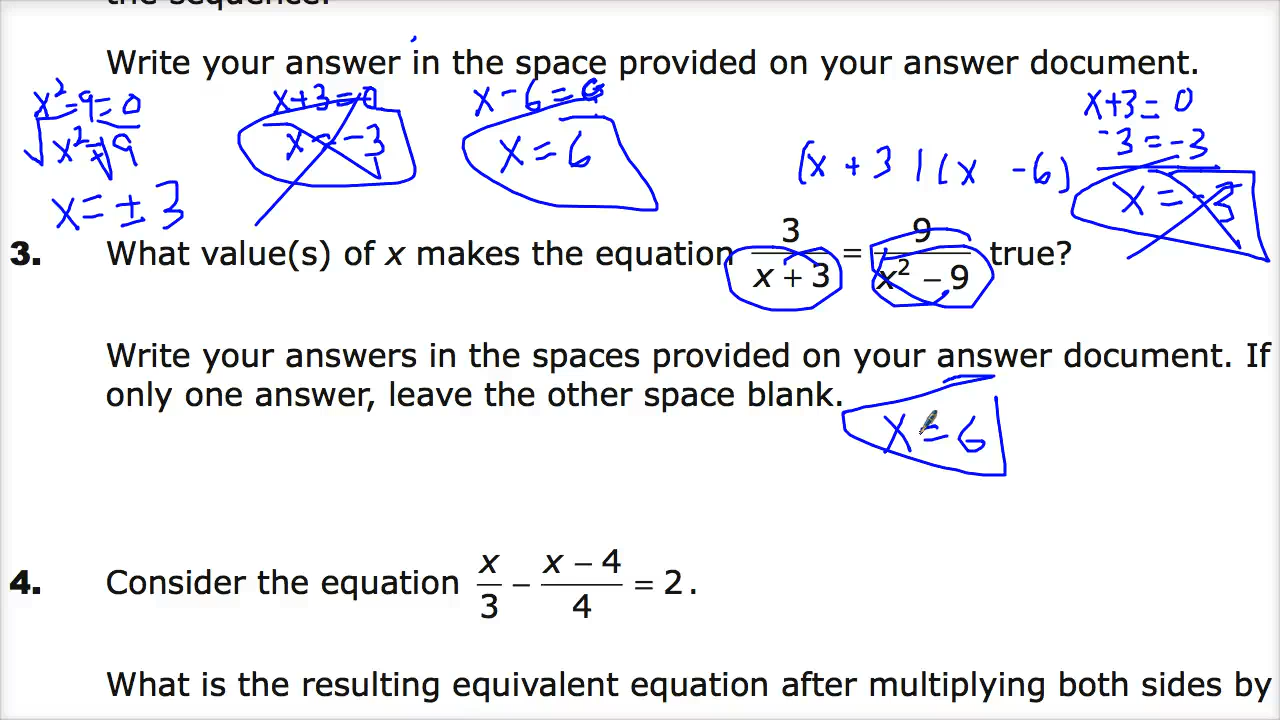 the sequence.
Write your answer in the space provided on your answer document.
x² = 9 = 0 x + 3 = 0 x - 6 = 0 x + 3 = 0
√x² = √9 x = -3 x = 6 (x + 3)(x - 6) -3 = -3
x = ± 3 x = -3
3. What value(s) of x makes the equation 3/(x + 3) = 9/(x² − 9) true?
Write your answers in the spaces provided on your answer document. If
only one answer, leave the other space blank.
x = 6
4. Consider the equation x/3 − (x − 4)/4 = 2.
What is the resulting equivalent equation after multiplying both sides by